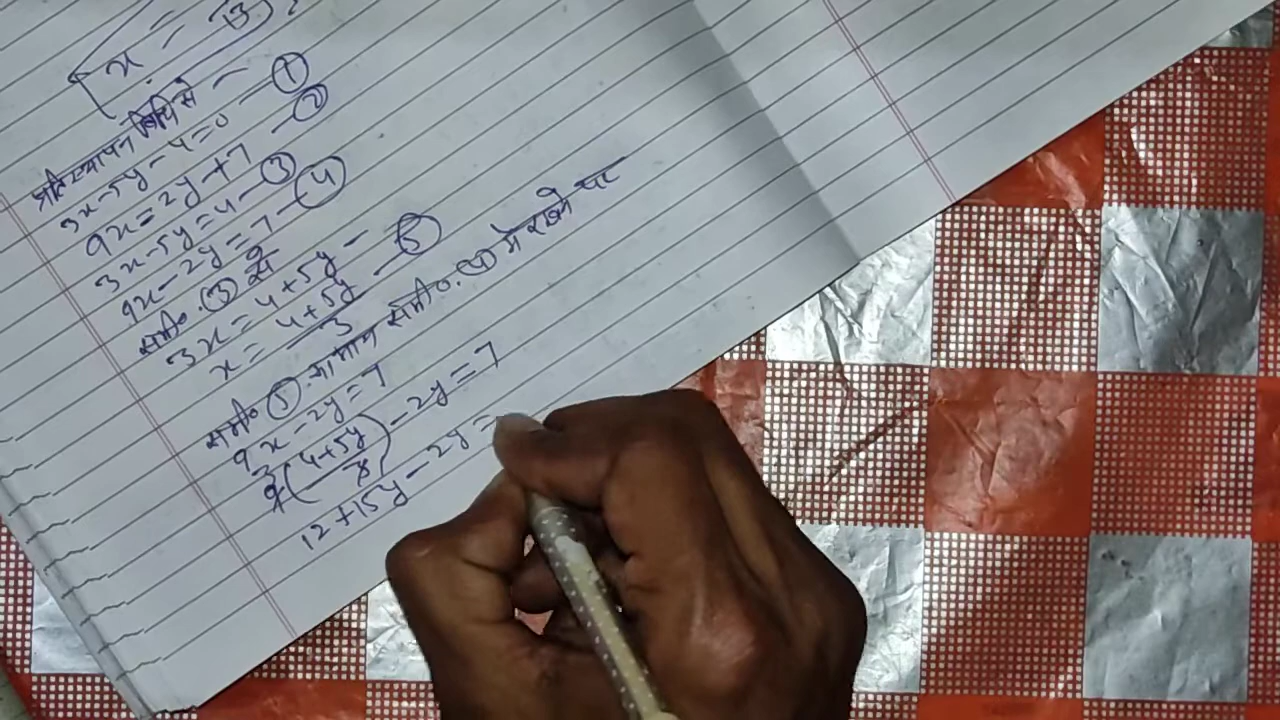 x = 13
प्रतिस्थापन विधि से –
3x-5y-4=0 – ①
9x=2y+7 – ②
3x-5y=4 – ③
9x-2y=7 – ④
समी०. ③ से
3x=4+5y –
x= 4+5y/3 – ⑤
समी० ⑤ का मान समी०. ④ में रखने पर
9x-2y=7
3 9(4+5y/3)-2y=7
12+15y-2y=